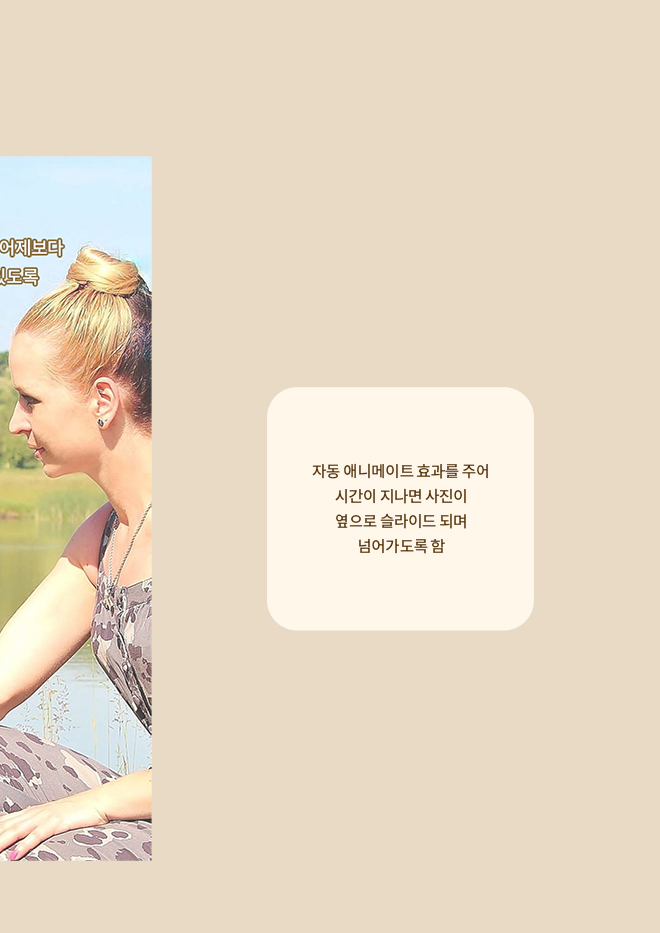 어제보다
있도록
자동 애니메이트 효과를 주어
시간이 지나면 사진이
옆으로 슬라이드 되며
넘어가도록 함